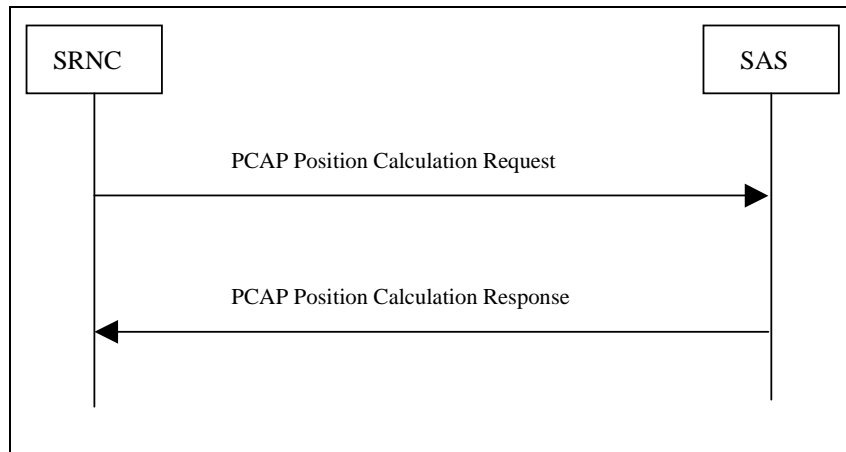 SRNC
SAS
PCAP Position Calculation Request
PCAP Position Calculation Response